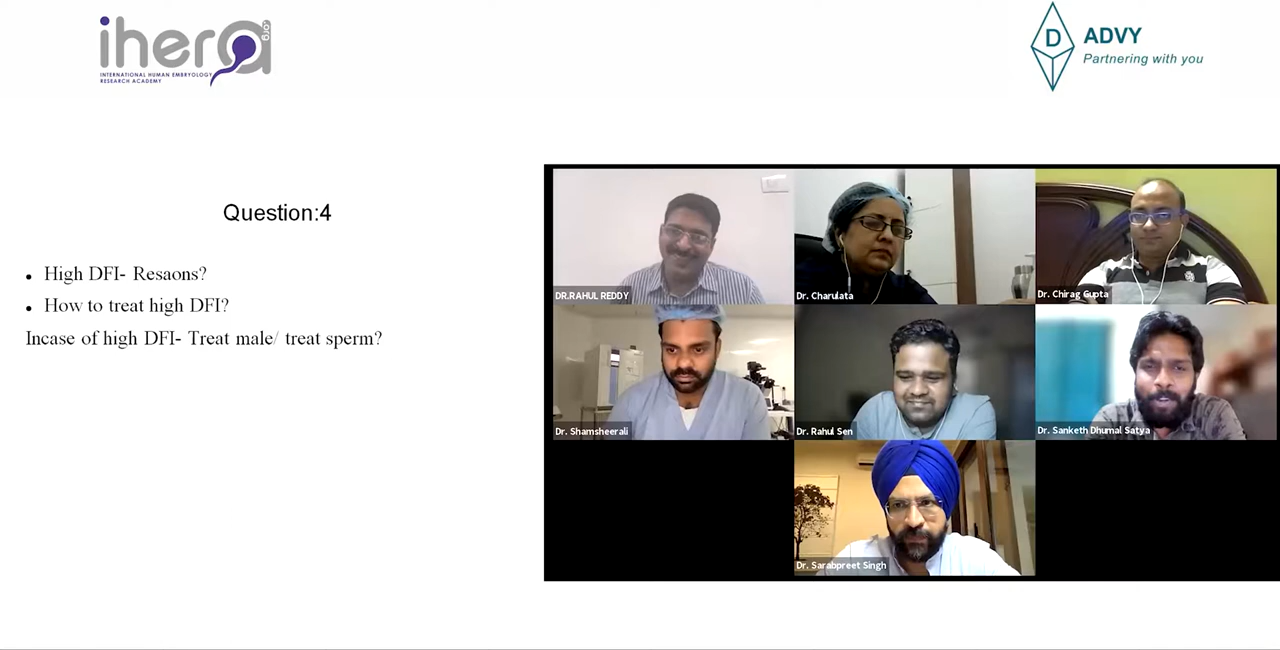 ihera.org
INTERNATIONAL HUMAN EMBRYOLOGY
RESEARCH ACADEMY
D ADVY
Partnering with you
Question:4
• High DFI- Resaons?
• How to treat high DFI?
Incase of high DFI- Treat male/ treat sperm?
DR.RAHUL REDDY
Dr. Charulata
Dr. Chirag Gupta
Dr. Shamsheerali
Dr. Rahul Sen
Dr. Sanketh Dhumal Satya
Dr. Sarabpreet Singh